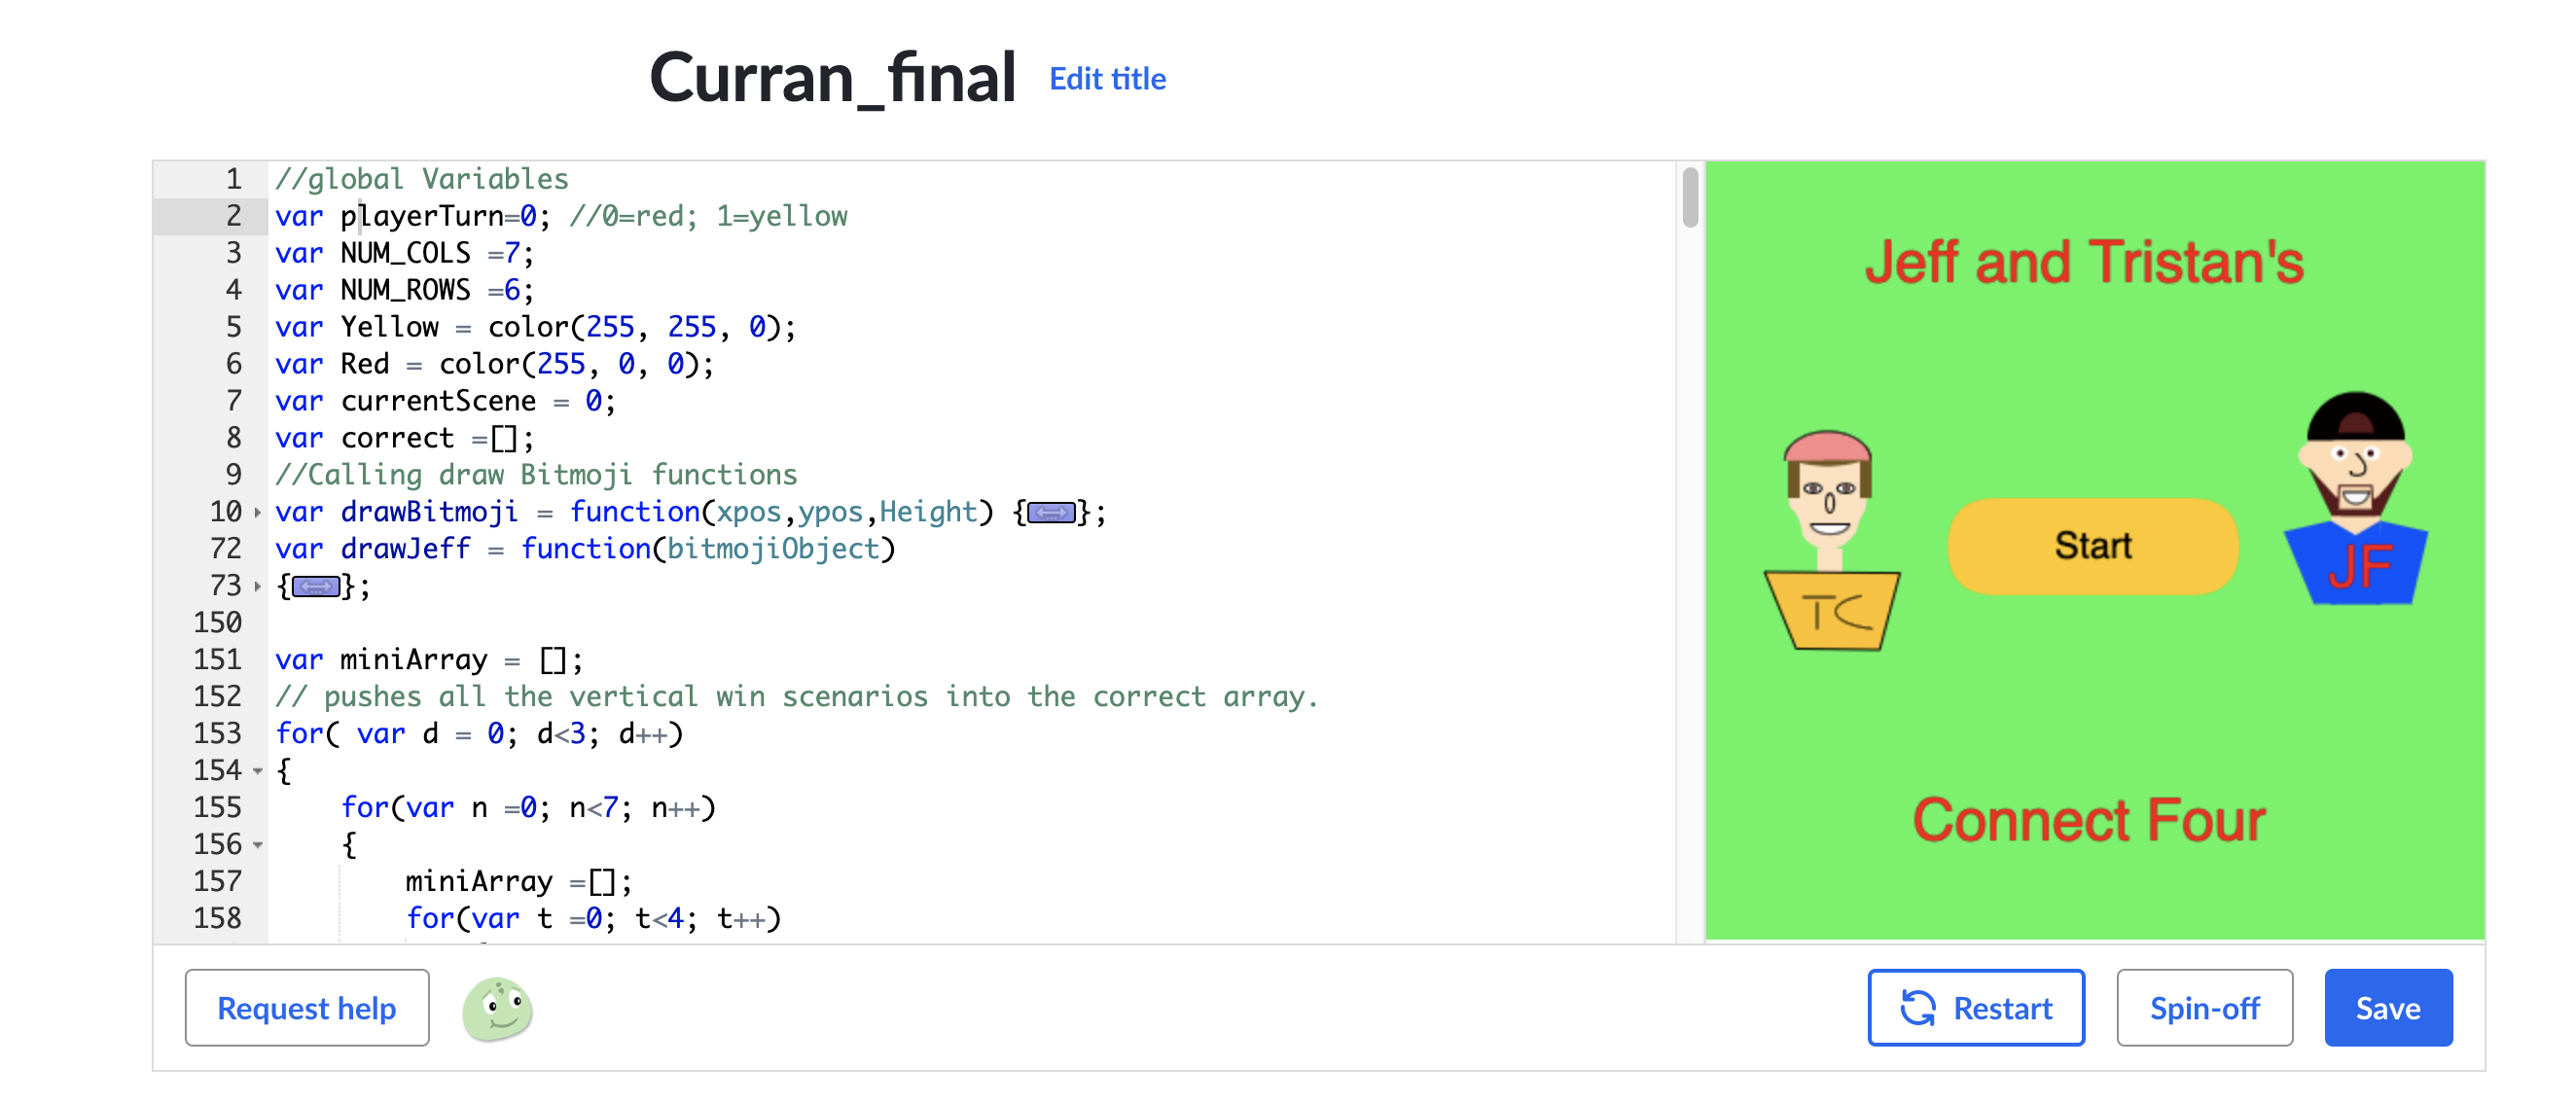 Curran_final Edit title
1 //global Variables
2 var playerTurn=0; //0=red; 1=yellow
3 var NUM_COLS =7;
4 var NUM_ROWS =6;
5 var Yellow = color(255, 255, 0);
6 var Red = color(255, 0, 0);
7 var currentScene = 0;
8 var correct =[];
9 //Calling draw Bitmoji functions
10 var drawBitmoji = function(xpos,ypos,Height) {};
72 var drawJeff = function(bitmojiObject)
73 {};
150
151 var miniArray = [];
152 // pushes all the vertical win scenarios into the correct array.
153 for( var d = 0; d<3; d++)
154 {
155 for(var n =0; n<7; n++)
156 {
157 miniArray =[];
158 for(var t =0; t<4; t++)
Jeff and Tristan's
TC
Start
JF
Connect Four
Request help
Restart
Spin-off
Save